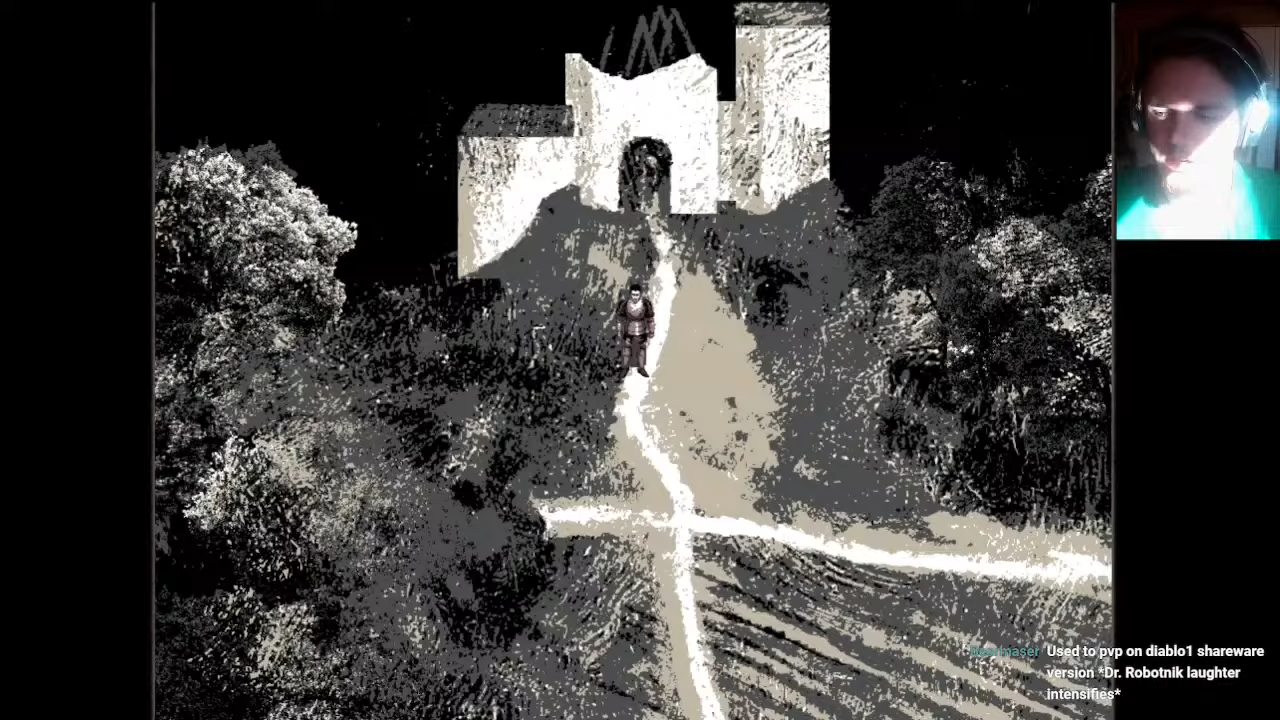 Used to pvp on diablo1 shareware
version *Dr. Robotnik laughter
intensifies*